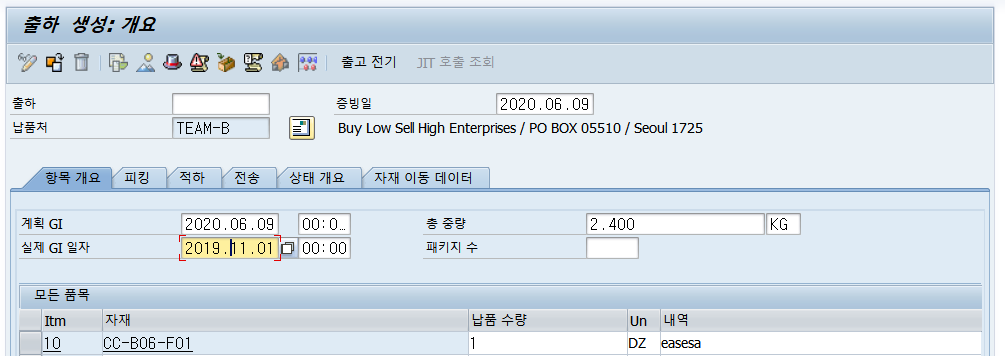 출하 생성: 개요
출고 전기 JIT 호출 조회
출하 증빙일 2020.06.09
납품처 TEAM-B Buy Low Sell High Enterprises / PO BOX 05510 / Seoul 1725
항목 개요 피킹 적하 전송 상태 개요 자재 이동 데이터
계획 GI 2020.06.09 00:0… 총 중량 2.400 KG
실제 GI 일자 2019.11.01 00:00 패키지 수
모든 품목
Itm 자재 납품 수량 Un 내역
10 CC-B06-F01 1 DZ easesa